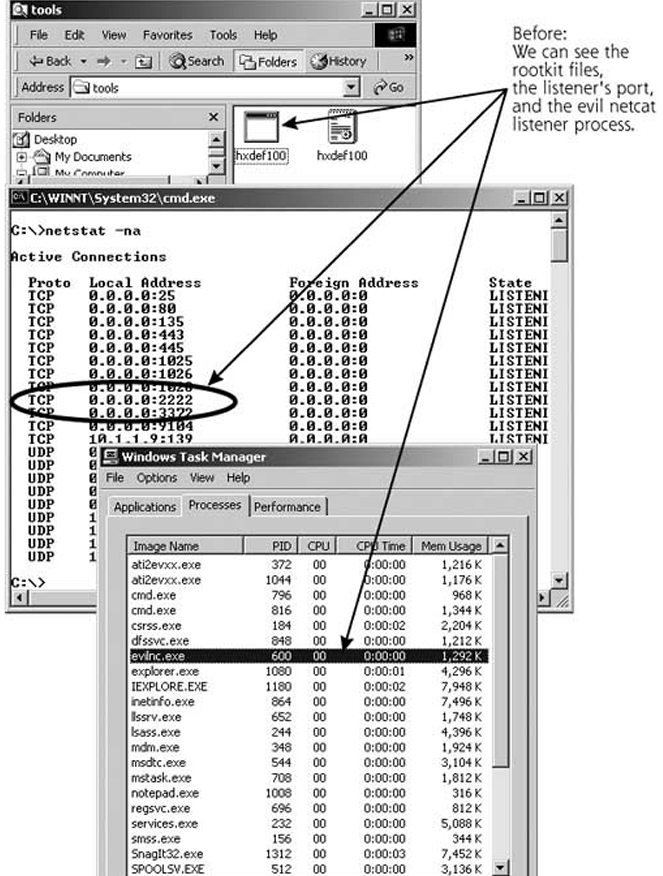 tools
File Edit View Favorites Tools Help
Back Search Folders History »
Address tools Go
Folders
Desktop
My Documents
My Computer
hxdef100 hxdef100
Before:
We can see the
rootkit files,
the listener's port,
and the evil netcat
listener process.
C:\WINNT\System32\cmd.exe
C:\>netstat -na
Active Connections
Proto Local Address Foreign Address State
TCP 0.0.0.0:25 0.0.0.0:0 LISTENI
TCP 0.0.0.0:80 0.0.0.0:0 LISTENI
TCP 0.0.0.0:135 0.0.0.0:0 LISTENI
TCP 0.0.0.0:443 0.0.0.0:0 LISTENI
TCP 0.0.0.0:445 0.0.0.0:0 LISTENI
TCP 0.0.0.0:1025 0.0.0.0:0 LISTENI
TCP 0.0.0.0:1026 0.0.0.0:0 LISTENI
TCP 0.0.0.0:1028 0.0.0.0:0 LISTENI
TCP 0.0.0.0:2222 0.0.0.0:0 LISTENI
TCP 0.0.0.0:3372 0.0.0.0:0 LISTENI
TCP 0.0.0.0:9104 0.0.0.0:0 LISTENI
TCP 10.1.1.9:139 0.0.0.0:0 LISTENI
UDP 0
UDP 0
UDP 0
UDP 0
UDP 0
UDP 1
UDP 1
UDP 1
UDP 1
C:\>
Windows Task Manager
File Options View Help
Applications Processes Performance
Image Name PID CPU CPU Time Mem Usage
ati2evxx.exe 372 00 0:00:00 1,216 K
ati2evxx.exe 1044 00 0:00:00 1,176 K
cmd.exe 796 00 0:00:00 968 K
cmd.exe 816 00 0:00:00 1,344 K
csrss.exe 184 00 0:00:02 2,204 K
dfssvc.exe 848 00 0:00:00 1,212 K
evilnc.exe 600 00 0:00:00 1,292 K
explorer.exe 1080 00 0:00:01 4,296 K
IEXPLORE.EXE 1180 00 0:00:02 7,948 K
inetinfo.exe 864 00 0:00:00 7,496 K
llssrv.exe 652 00 0:00:00 1,748 K
lsass.exe 244 00 0:00:00 4,396 K
mdm.exe 348 00 0:00:00 1,924 K
msdtc.exe 544 00 0:00:00 3,104 K
mstask.exe 708 00 0:00:00 1,812 K
notepad.exe 1008 00 0:00:00 316 K
regsvc.exe 696 00 0:00:00 812 K
services.exe 232 00 0:00:00 5,088 K
smss.exe 156 00 0:00:00 344 K
SnagIt32.exe 1312 00 0:00:03 7,452 K
SPOOLSV.EXE 512 00 0:00:00 3,136 K